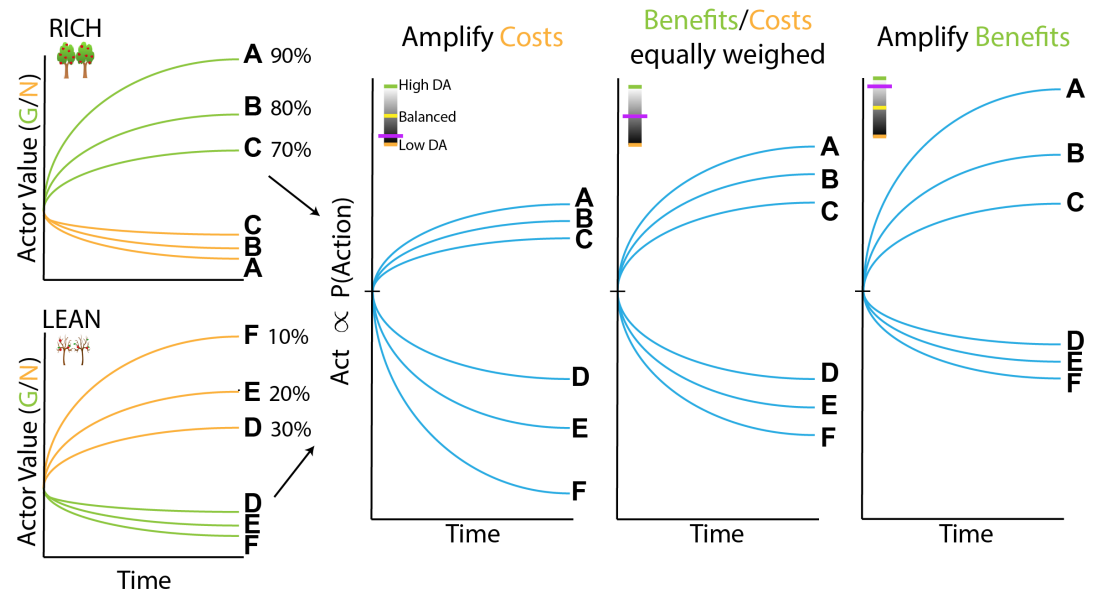 RICH
Actor Value (G/N)
A 90%
B 80%
C 70%
C
B
A
LEAN
Actor Value (G/N)
F 10%
E 20%
D 30%
D
E
F
Time
Act ∝ P(Action)
Amplify Costs
High DA
Balanced
Low DA
A
B
C
D
E
F
Time
Benefits/Costs
equally weighed
A
B
C
D
E
F
Time
Amplify Benefits
A
B
C
D
E
F
Time